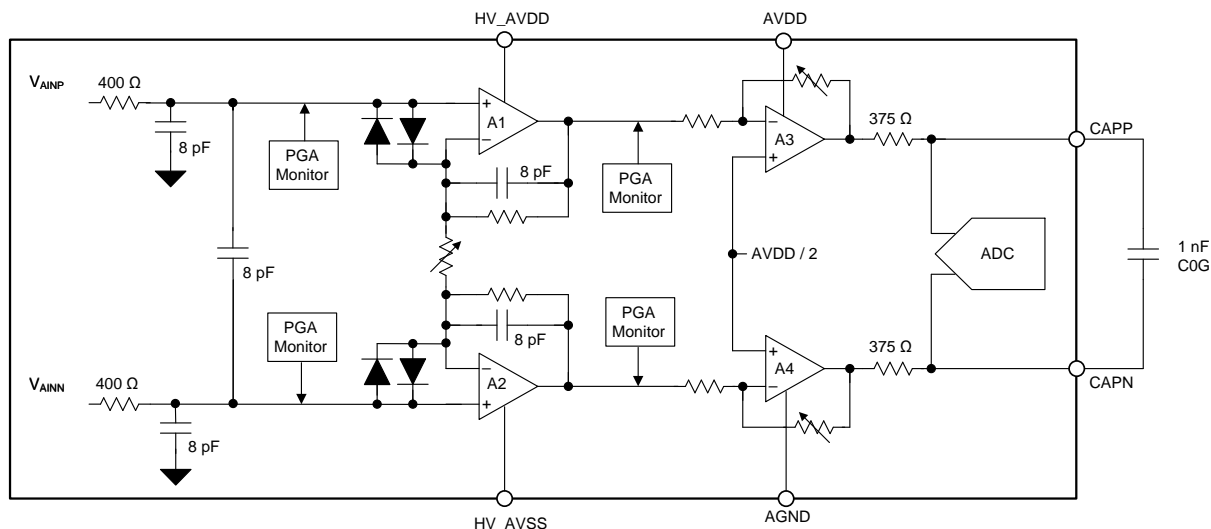 HV_AVDD
AVDD
VAINP
400 Ω
8 pF
PGA
Monitor
+
A1
−
8 pF
PGA
Monitor
−
A3
+
375 Ω
CAPP
8 pF
AVDD / 2
ADC
1 nF
C0G
PGA
Monitor
8 pF
PGA
Monitor
−
A2
+
+
A4
−
375 Ω
CAPN
VAINN
400 Ω
8 pF
HV_AVSS
AGND